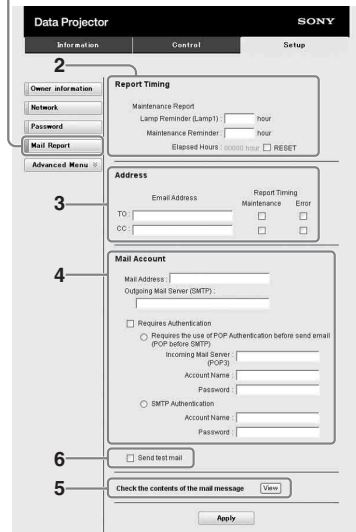 Data Projector
SONY
Information
Control
Setup
2
Owner information
Network
Password
Mail Report
Advanced Menu
Report Timing
Maintenance Report
Lamp Reminder (Lamp1) : hour
Maintenance Reminder : hour
Elapsed Hours : 00000 hour RESET
3
Address
Report Timing
Email Address Maintenance Error
TO :
CC :
4
Mail Account
Mail Address :
Outgoing Mail Server (SMTP) :
Requires Authentication
Requires the use of POP Authentication before send email
(POP before SMTP)
Incoming Mail Server :
(POP3)
Account Name :
Password :
SMTP Authentication
Account Name :
Password :
6
Send test mail
5
Check the contents of the mail message View
Apply